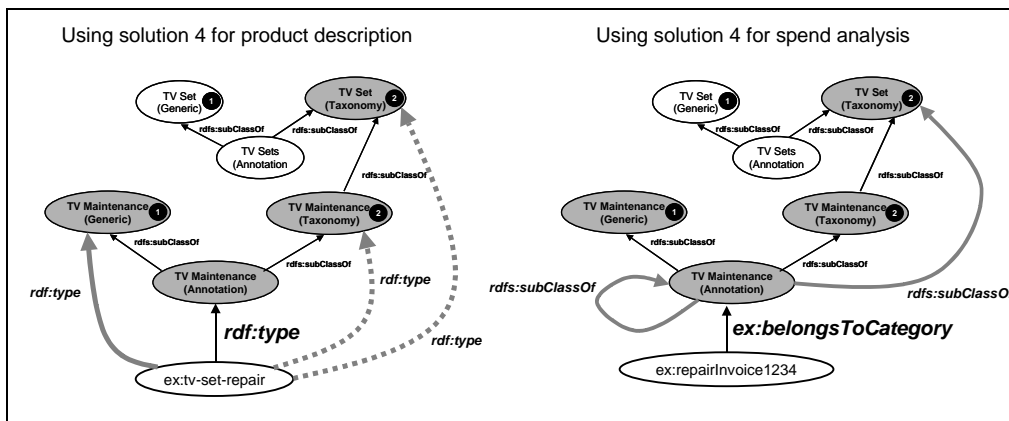 Using solution 4 for product description
TV Set
(Generic)
1
TV Set
(Taxonomy)
2
rdfs:subClassOf
rdfs:subClassOf
TV Sets
(Annotation
rdfs:subClassOf
TV Maintenance
(Generic)
1
TV Maintenance
(Taxonomy)
2
rdfs:subClassOf
rdfs:subClassOf
TV Maintenance
(Annotation)
rdf:type
rdf:type
rdf:type
rdf:type
ex:tv-set-repair
Using solution 4 for spend analysis
TV Set
(Generic)
1
TV Set
(Taxonomy)
2
rdfs:subClassOf
rdfs:subClassOf
TV Sets
(Annotation
rdfs:subClassOf
TV Maintenance
(Generic)
1
TV Maintenance
(Taxonomy)
2
rdfs:subClassOf
rdfs:subClassOf
TV Maintenance
(Annotation)
rdfs:subClassOf
rdfs:subClassOf
ex:belongsToCategory
ex:repairInvoice1234